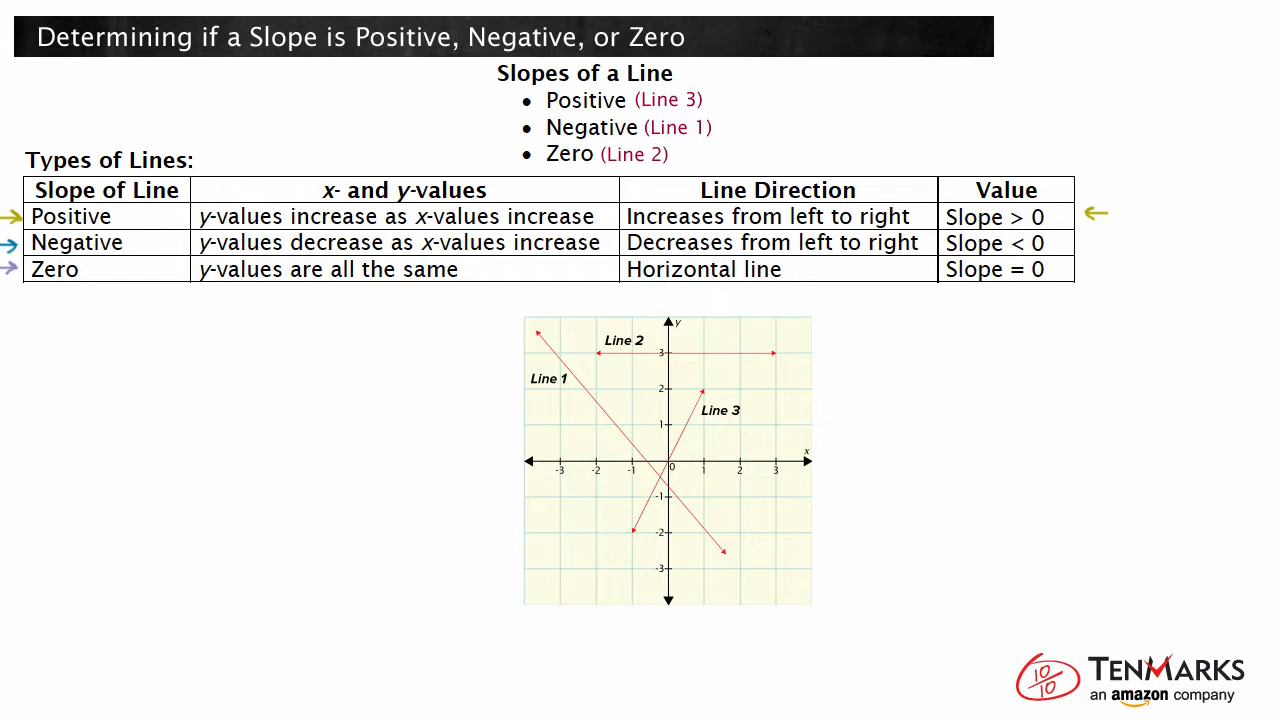 Determining if a Slope is Positive, Negative, or Zero
Slopes of a Line
• Positive (Line 3)
• Negative (Line 1)
• Zero (Line 2)
Types of Lines:
Slope of Line x- and y-values Line Direction Value
Positive y-values increase as x-values increase Increases from left to right Slope > 0
Negative y-values decrease as x-values increase Decreases from left to right Slope < 0
Zero y-values are all the same Horizontal line Slope = 0
y
Line 2
3
Line 1
2
Line 3
1
x
-3 -2 -1 0 1 2 3
-1
-2
-3
10/10 TENMARKS
an amazon company